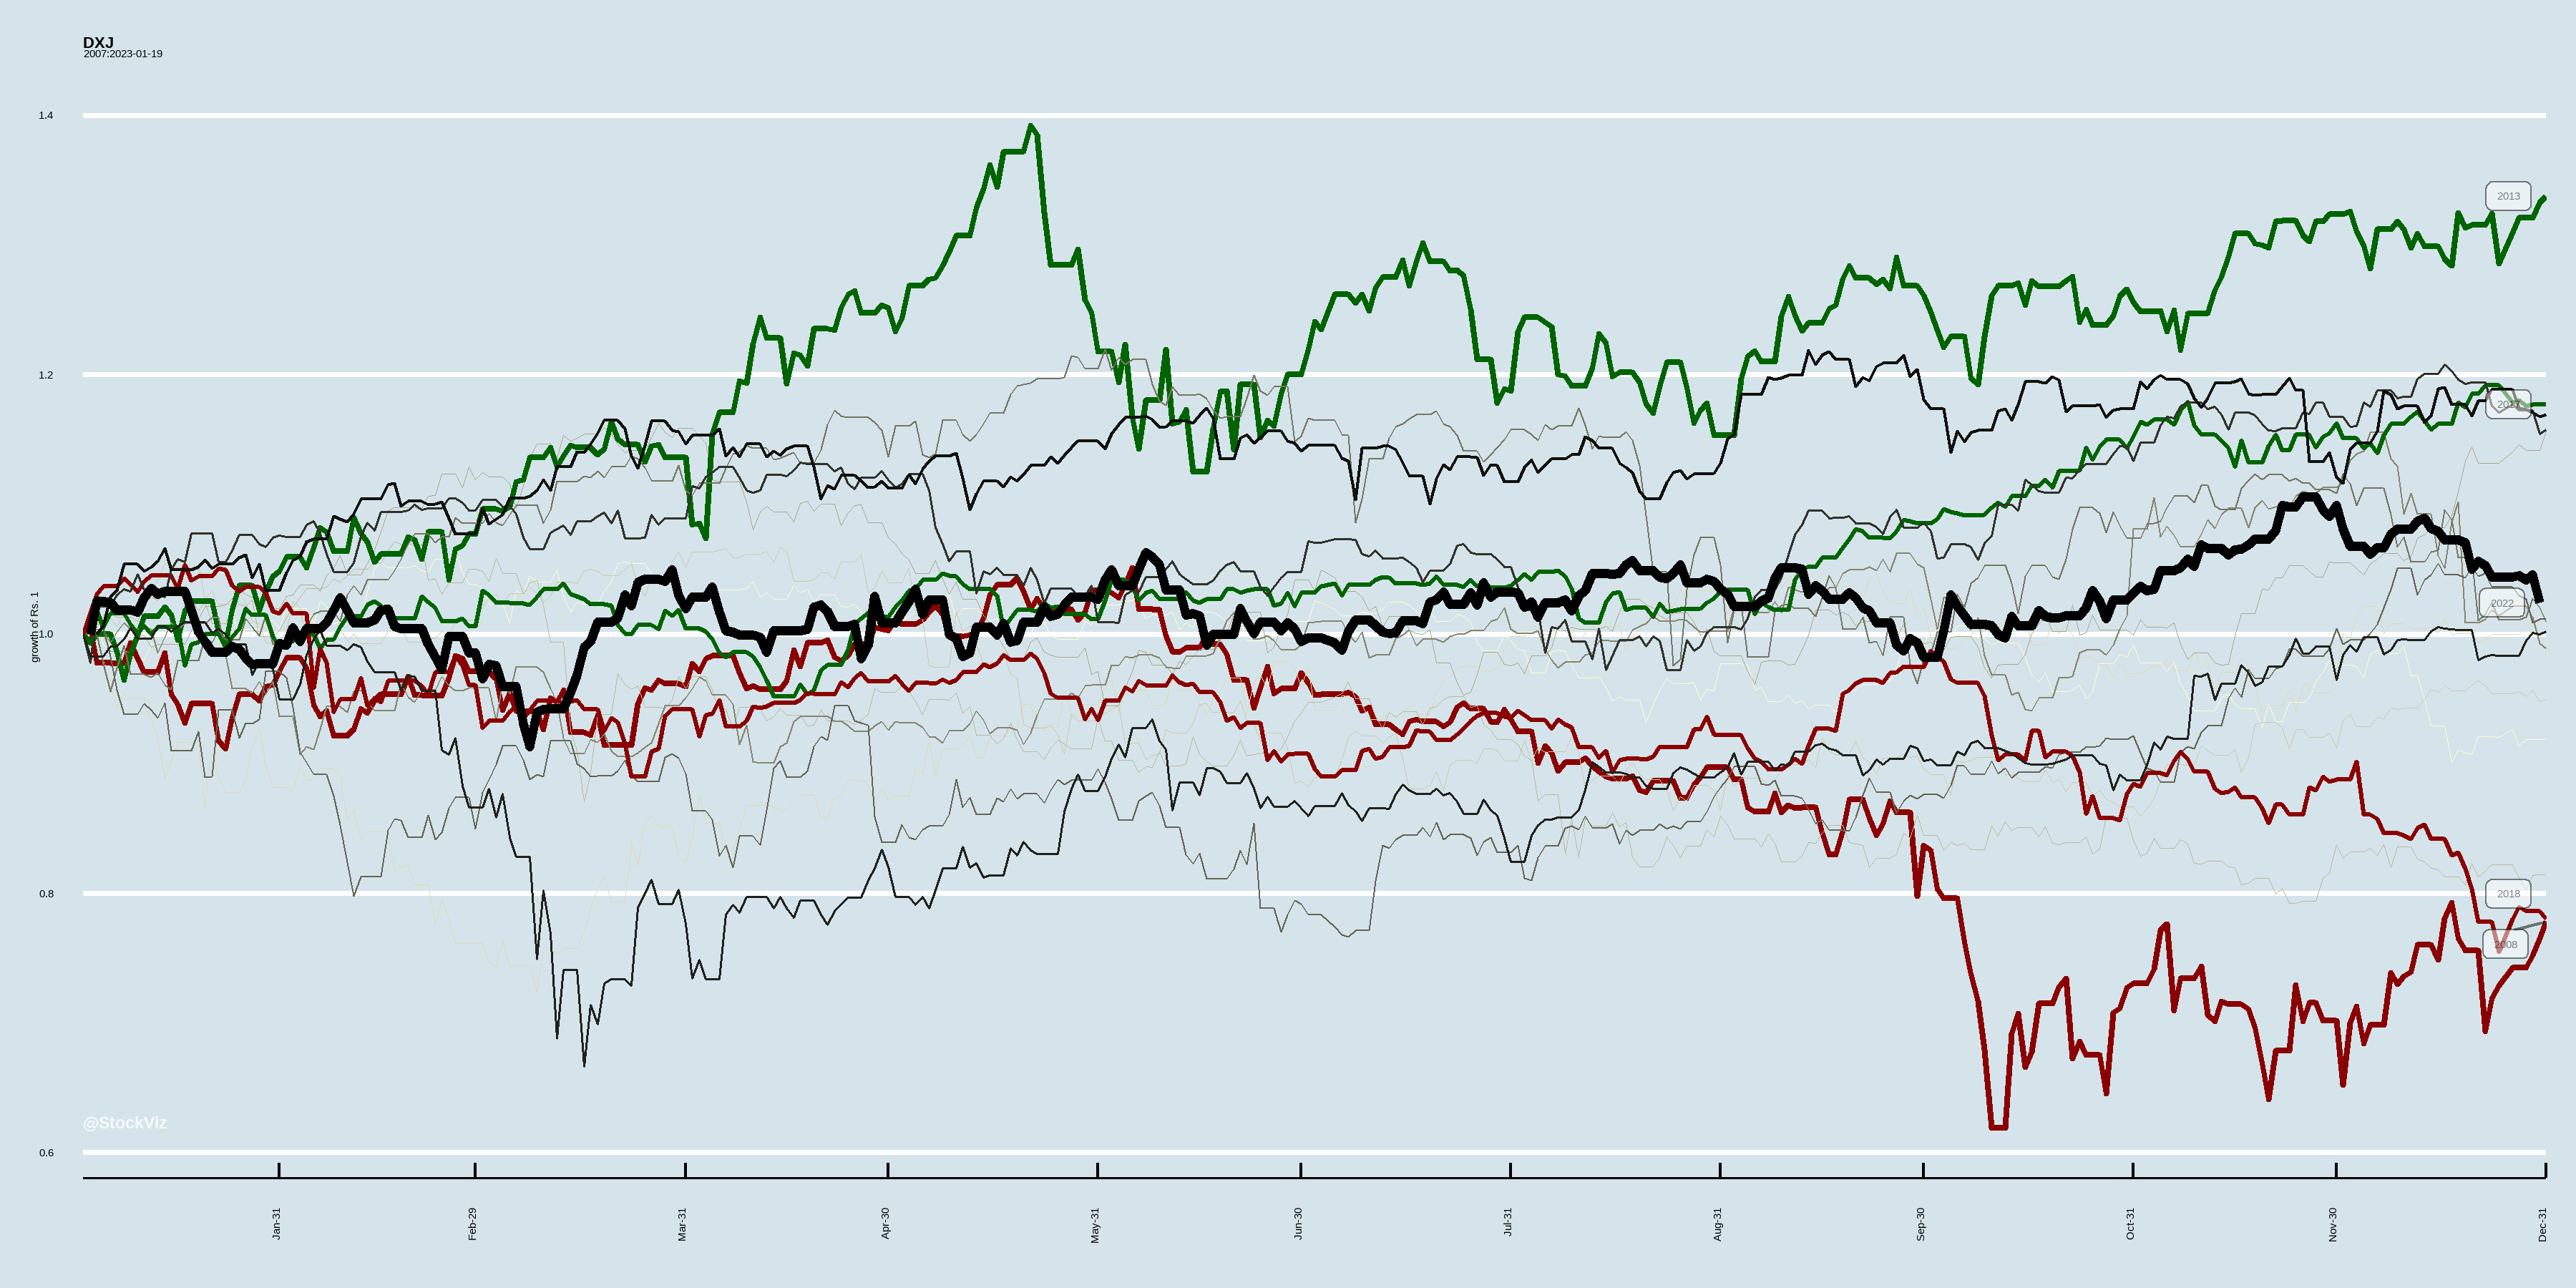 DXJ
2007:2023-01-19
growth of Rs. 1
1.4
1.2
1.0
0.8
0.6
2013
2022
2018
2008
@StockViz
Jan-31
Feb-29
Mar-31
Apr-30
May-31
Jun-30
Jul-31
Aug-31
Sep-30
Oct-31
Nov-30
Dec-31